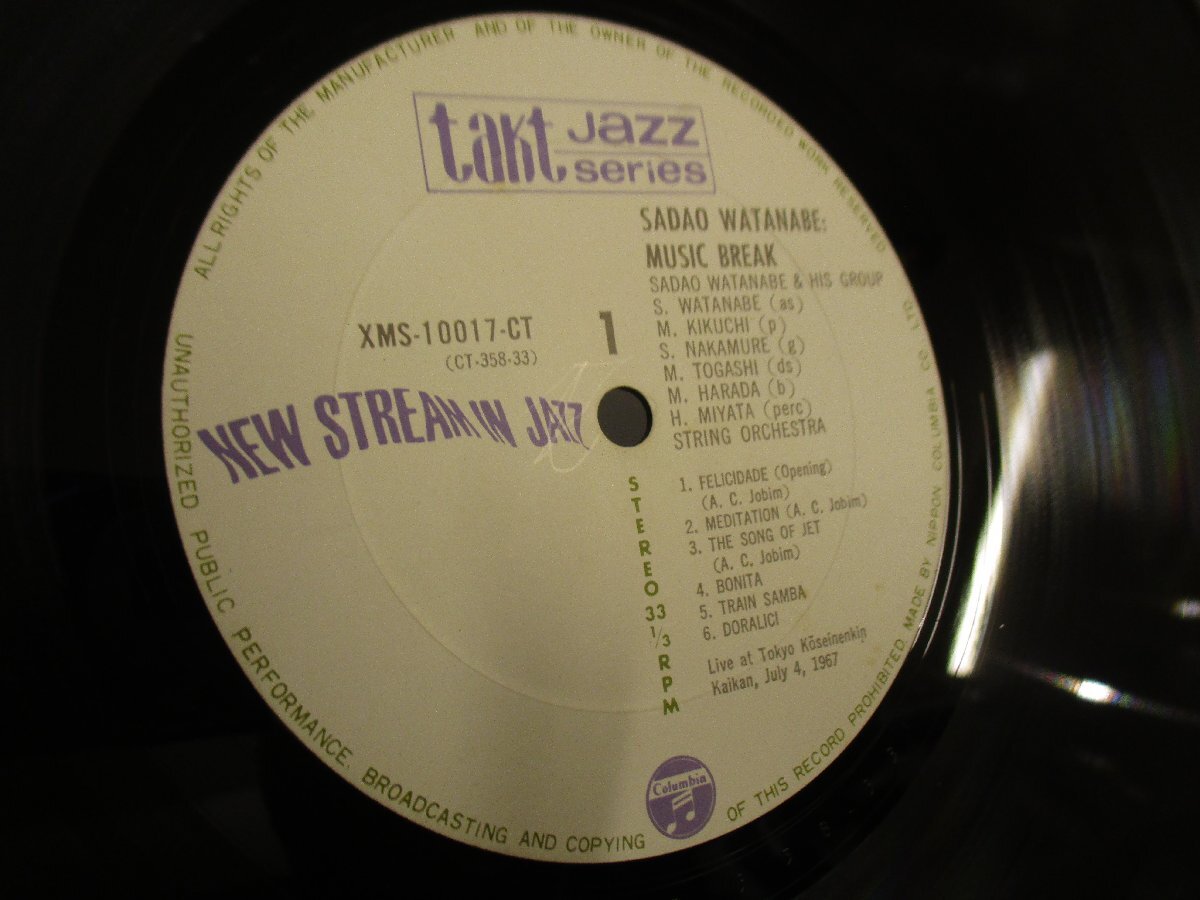 ALL RIGHTS OF THE MANUFACTURER AND OF THE OWNER OF THE RECORDED WORK RESERVED
takt Jazz series
SADAO WATANABE:
MUSIC BREAK
SADAO WATANABE & HIS GROUP
S. WATANABE (as)
M. KIKUCHI (p)
S. NAKAMURE (g)
M. TOGASHI (ds)
M. HARADA (b)
H. MIYATA (perc)
STRING ORCHESTRA
XMS-10017-CT
(CT-358-33)
1
NEW STREAM IN JAZZ
STEREO 33 1/3 RPM
1. FELICIDADE (Opening)
(A. C. Jobim)
2. MEDITATION (A. C. Jobim)
3. THE SONG OF JET
(A. C. Jobim)
4. BONITA
5. TRAIN SAMBA
6. DORALICI
Live at Tokyo Kōseinenkin
Kaikan, July 4, 1967
Columbia
UNAUTHORIZED PUBLIC PERFORMANCE, BROADCASTING AND COPYING OF THIS RECORD PROHIBITED
MADE BY NIPPON COLUMBIA CO., LTD.